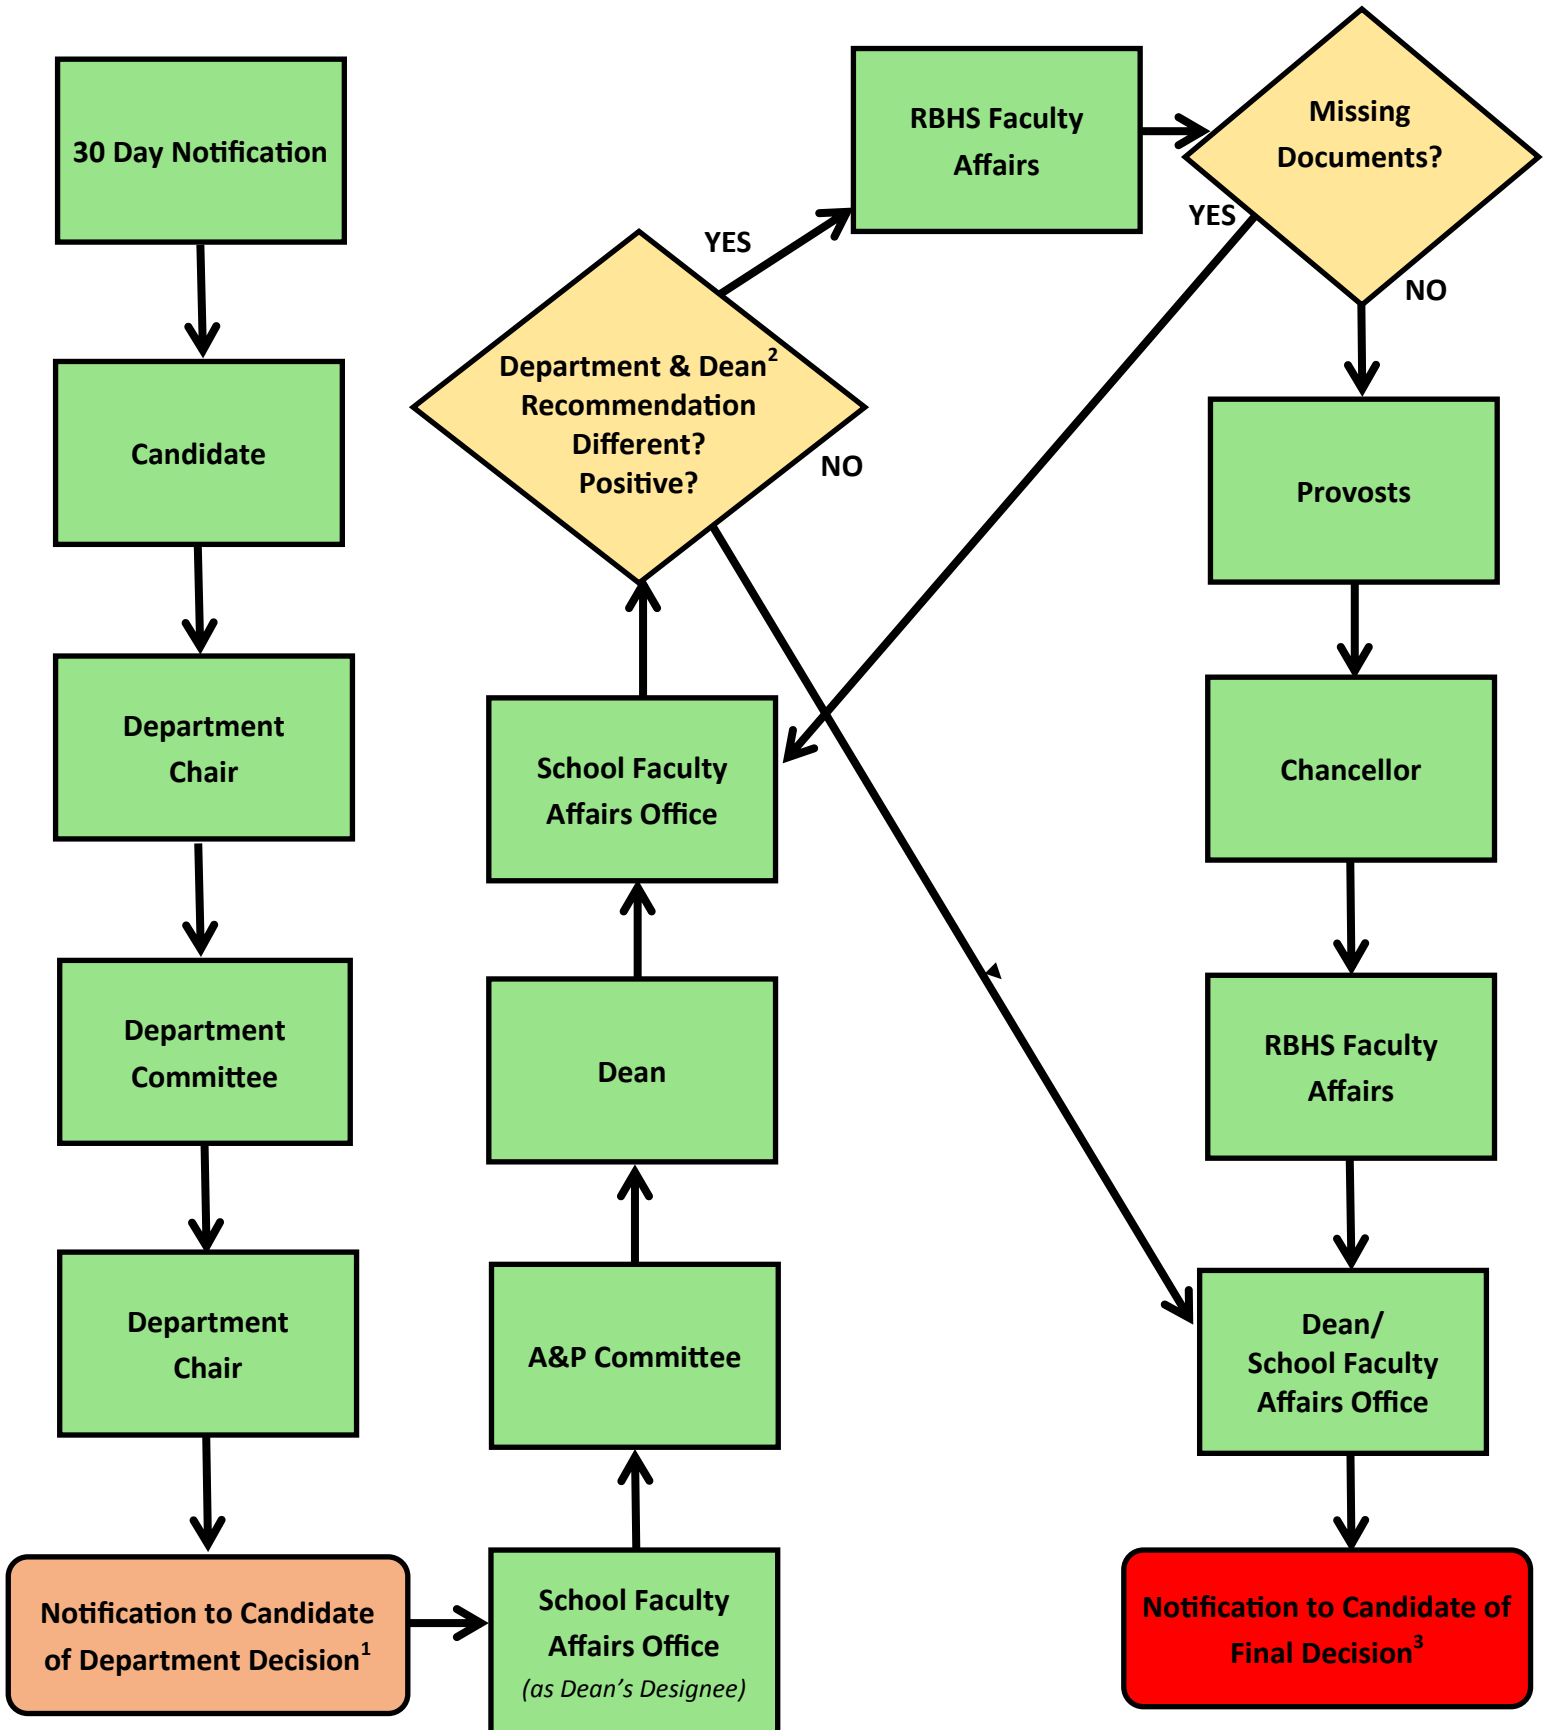 30 Day Notification
Candidate
Department
Chair
Department
Committee
Department
Chair
Notification to Candidate
of Department Decision1
School Faculty
Affairs Office
(as Dean’s Designee)
A&P Committee
Dean
School Faculty
Affairs Office
Department & Dean2
Recommendation
Different?
Positive?
YES
NO
RBHS Faculty
Affairs
Missing
Documents?
YES
NO
Provosts
Chancellor
RBHS Faculty
Affairs
Dean/
School Faculty
Affairs Office
Notification to Candidate of
Final Decision3